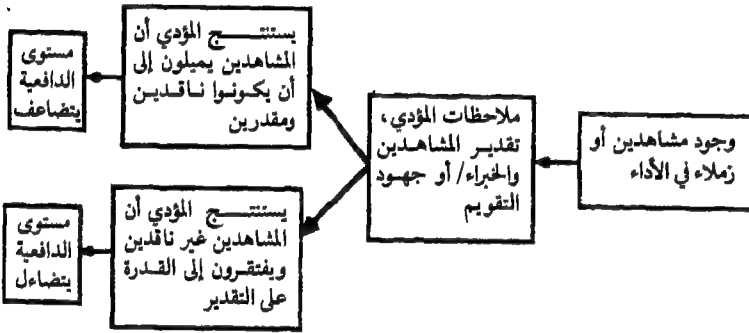 وجود مشاهدين أو
زملاء في الأداء
ملاحظات المؤدي،
تقدير المشاهدين
والخبراء/ أو جهود
التقويم
يستنتج المؤدي أن
المشاهدين يميلون إلى
أن يكونوا ناقدين
ومقدرين
مستوى
الدافعية
يتضاعف
يستنتج المؤدي أن
المشاهدين غير ناقدين
ويفتقرون إلى القدرة
على التقدير
مستوى
الدافعية
يتضاءل